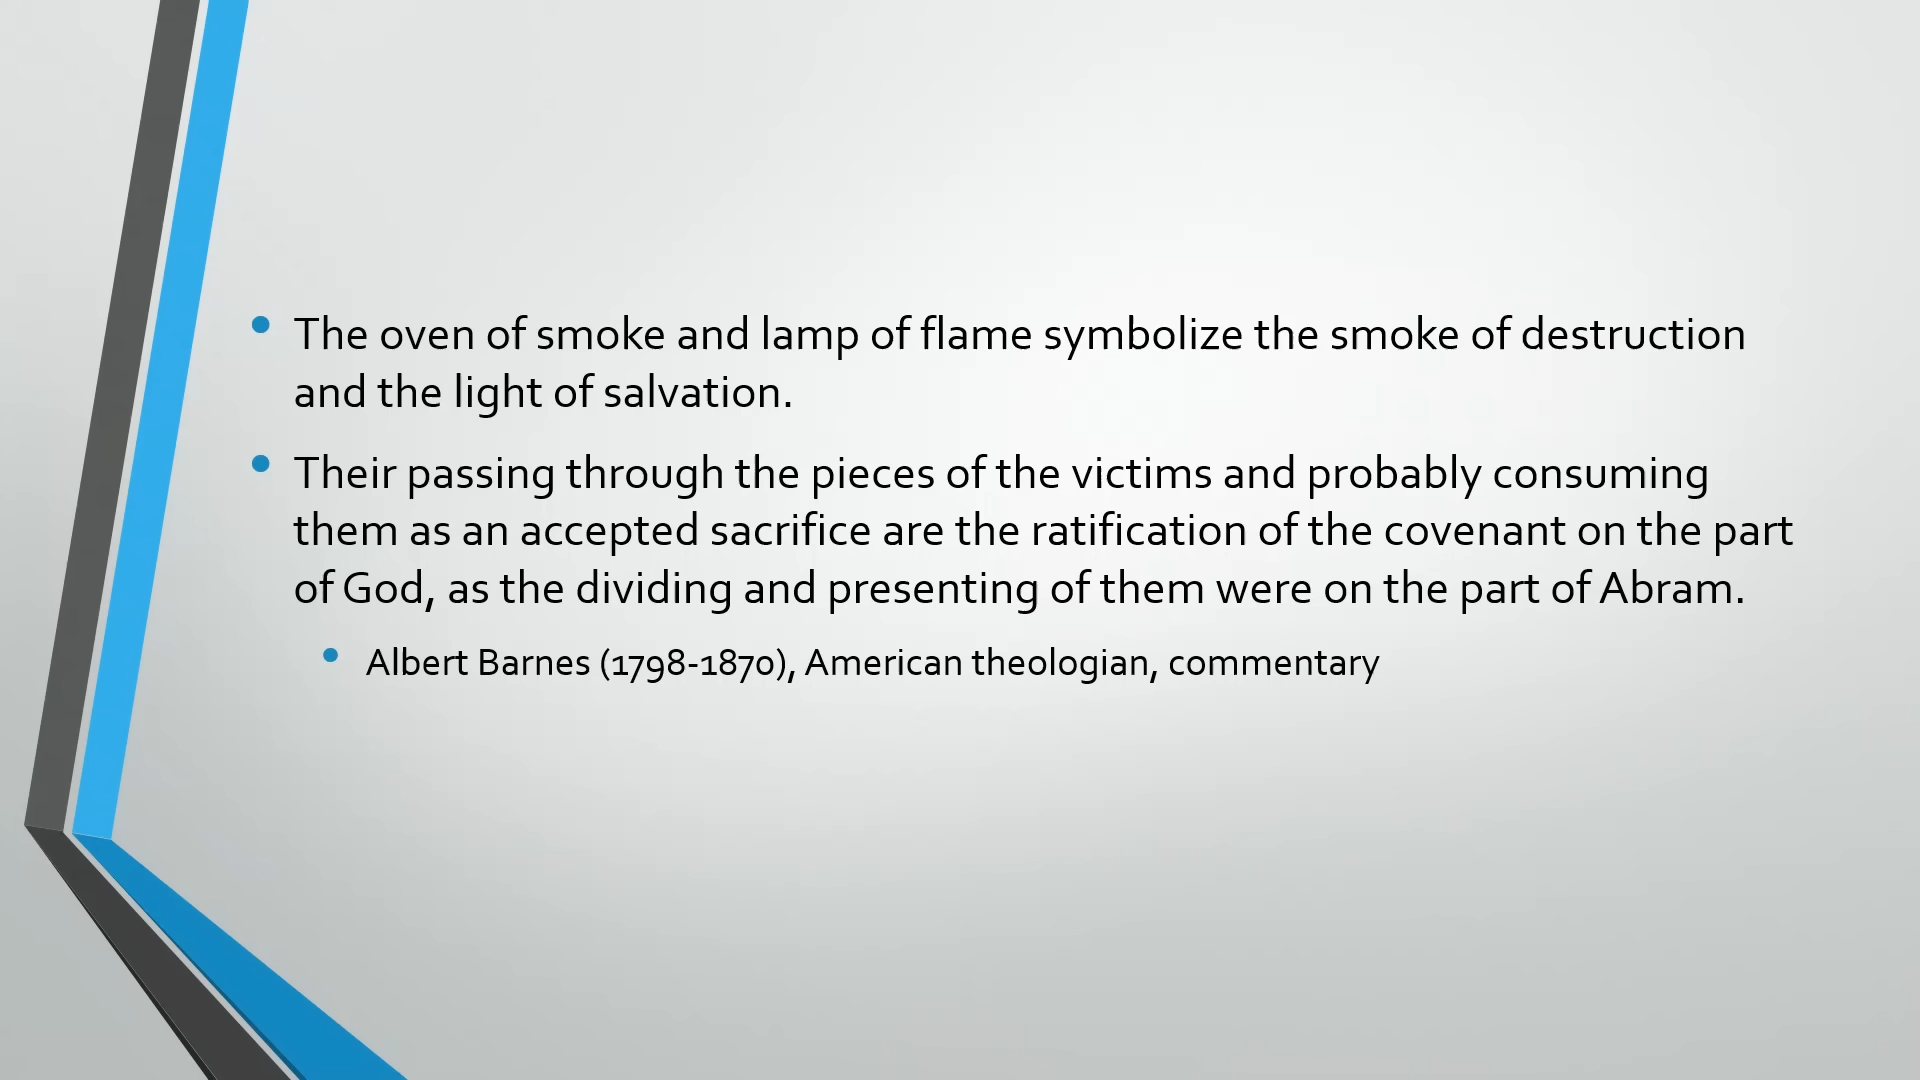 The oven of smoke and lamp of flame symbolize the smoke of destruction
and the light of salvation.
Their passing through the pieces of the victims and probably consuming
them as an accepted sacrifice are the ratification of the covenant on the part
of God, as the dividing and presenting of them were on the part of Abram.
Albert Barnes (1798-1870), American theologian, commentary